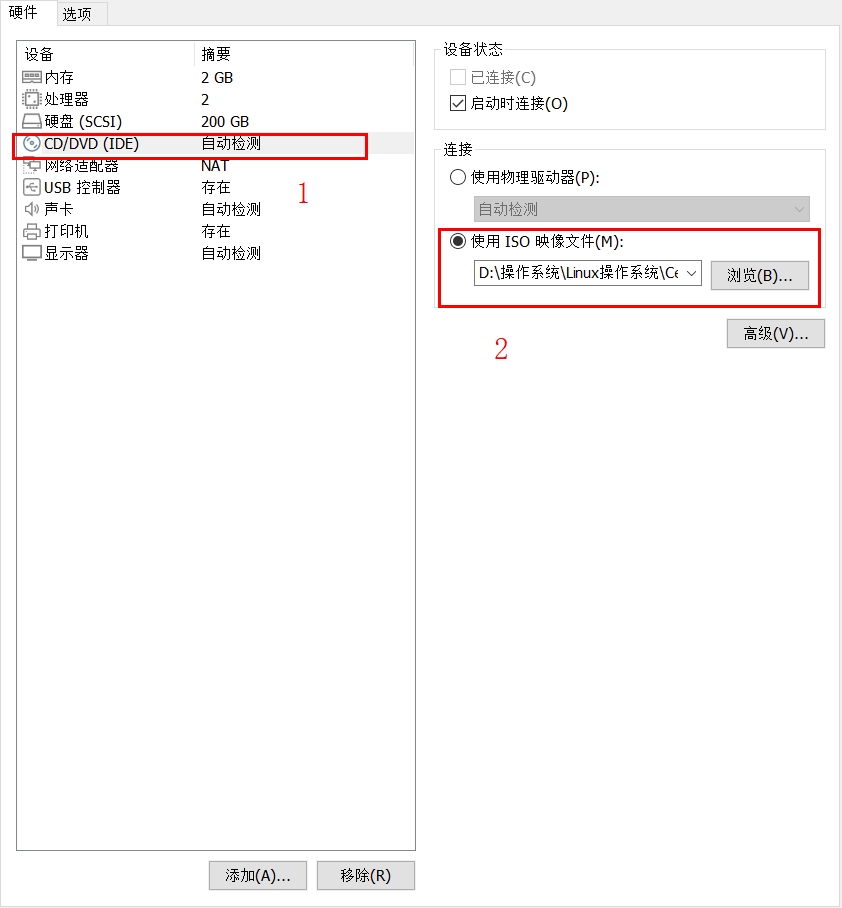 硬件 选项
设备 摘要
内存 2 GB
处理器 2
硬盘 (SCSI) 200 GB
CD/DVD (IDE) 自动检测
网络适配器 NAT
USB 控制器 存在
声卡 自动检测
打印机 存在
显示器 自动检测
1
添加(A)... 移除(R)
设备状态
已连接(C)
启动时连接(O)
连接
使用物理驱动器(P):
自动检测
使用 ISO 映像文件(M):
D:\操作系统\Linux操作系统\Ce 浏览(B)...
2
高级(V)...